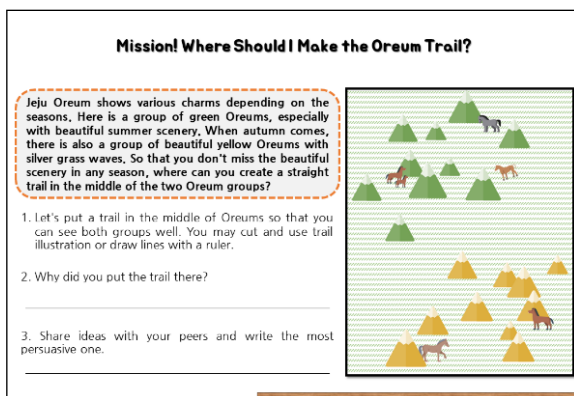 Mission! Where Should I Make the Oreum Trail?
Jeju Oreum shows various charms depending on the
seasons. Here is a group of green Oreums, especially
with beautiful summer scenery. When autumn comes,
there is also a group of beautiful yellow Oreums with
silver grass waves. So that you don't miss the beautiful
scenery in any season, where can you create a straight
trail in the middle of the two Oreum groups?
1. Let's put a trail in the middle of Oreums so that you
can see both groups well. You may cut and use trail
illustration or draw lines with a ruler.
2. Why did you put the trail there?
3. Share ideas with your peers and write the most
persuasive one.